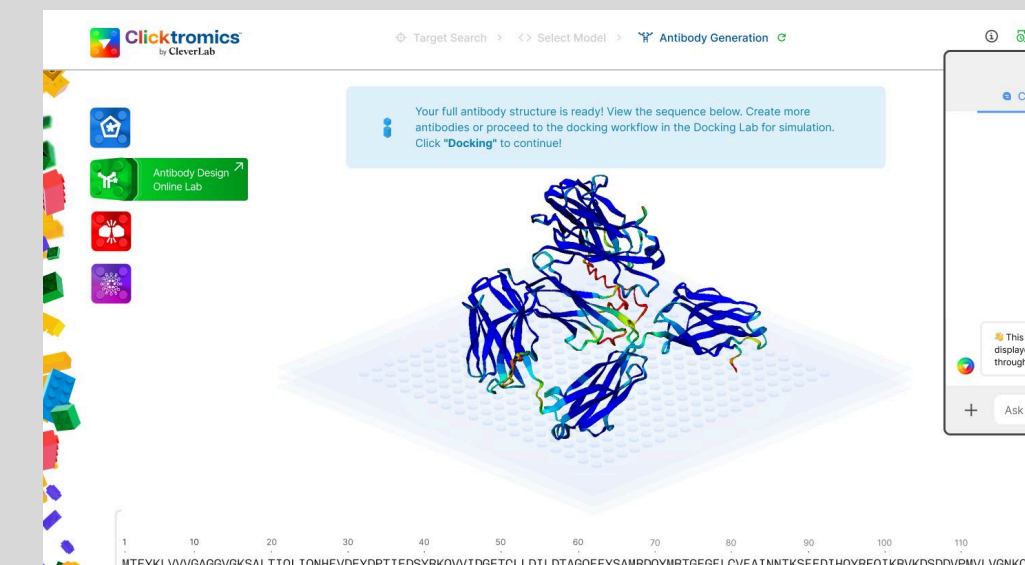 Clicktromics
by CleverLab
Target Search > <> Select Model > Antibody Generation
Your full antibody structure is ready! View the sequence below. Create more
antibodies or proceed to the docking workflow in the Docking Lab for simulation.
Click "Docking" to continue!
Antibody Design
Online Lab
This
through
Ask
1 10 20 30 40 50 60 70 80 90 100 110